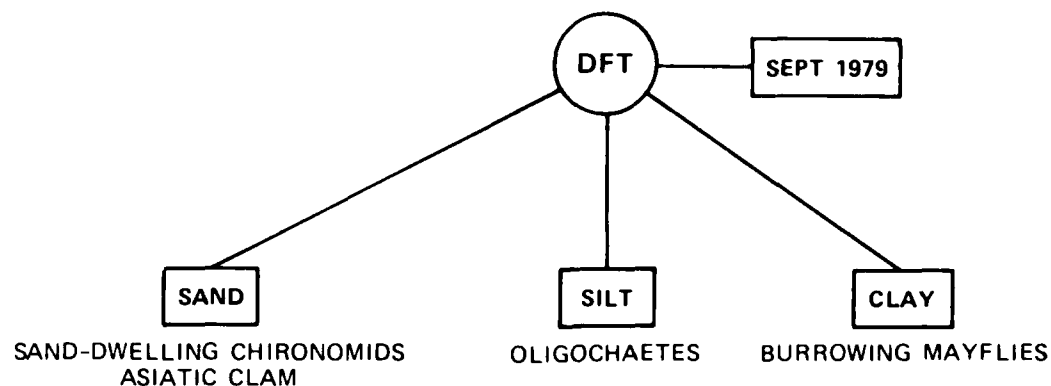 DFT
SEPT 1979
SAND
SILT
CLAY
SAND-DWELLING CHIRONOMIDS
ASIATIC CLAM
OLIGOCHAETES
BURROWING MAYFLIES